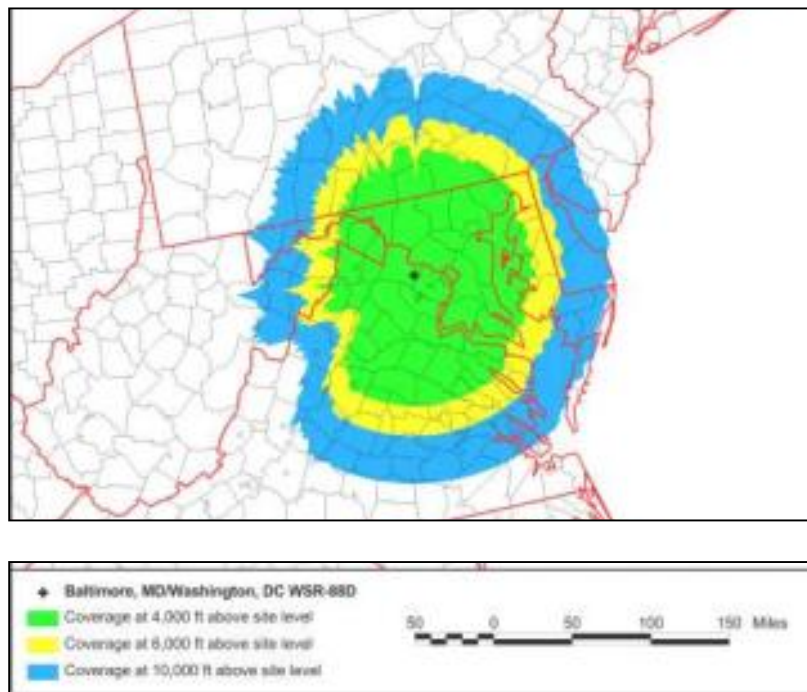 Baltimore, MD/Washington, DC WSR-88D
Coverage at 4,000 ft above site level
Coverage at 6,000 ft above site level
Coverage at 10,000 ft above site level
50 0 50 100 150 Miles